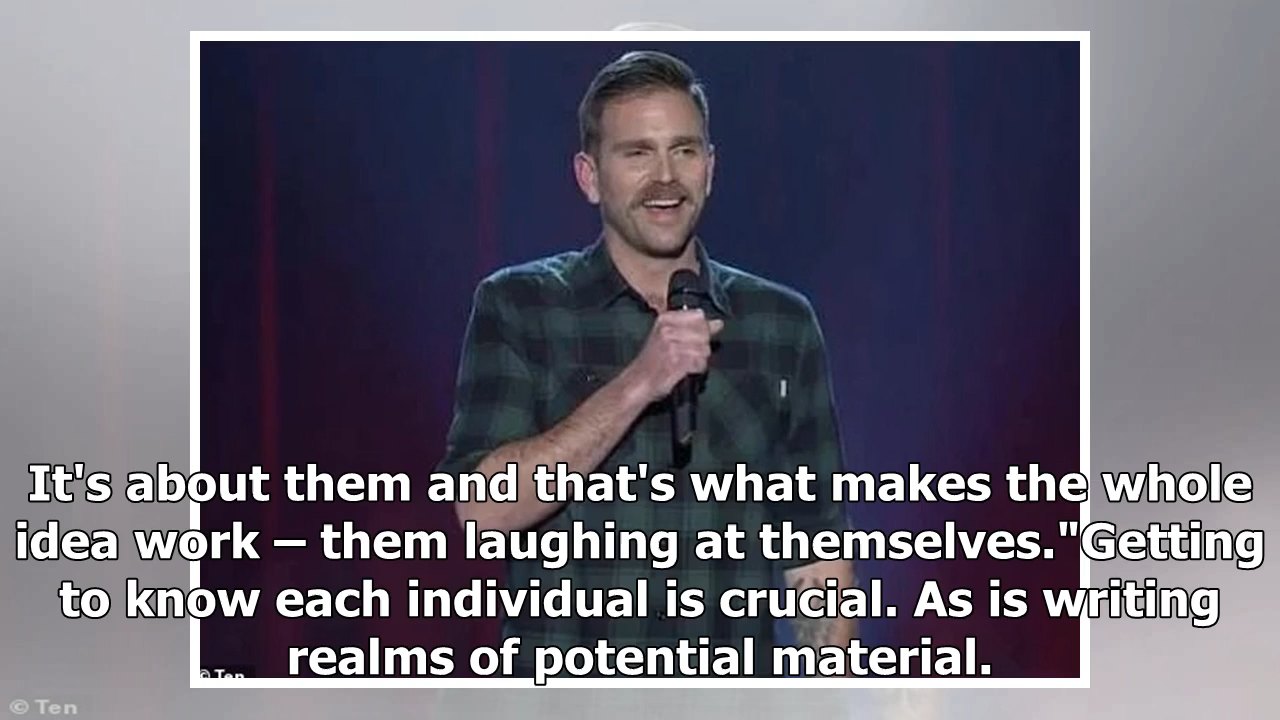 It's about them and that's what makes the whole
idea work – them laughing at themselves."Getting
to know each individual is crucial. As is writing
realms of potential material.
© Ten
© Ten